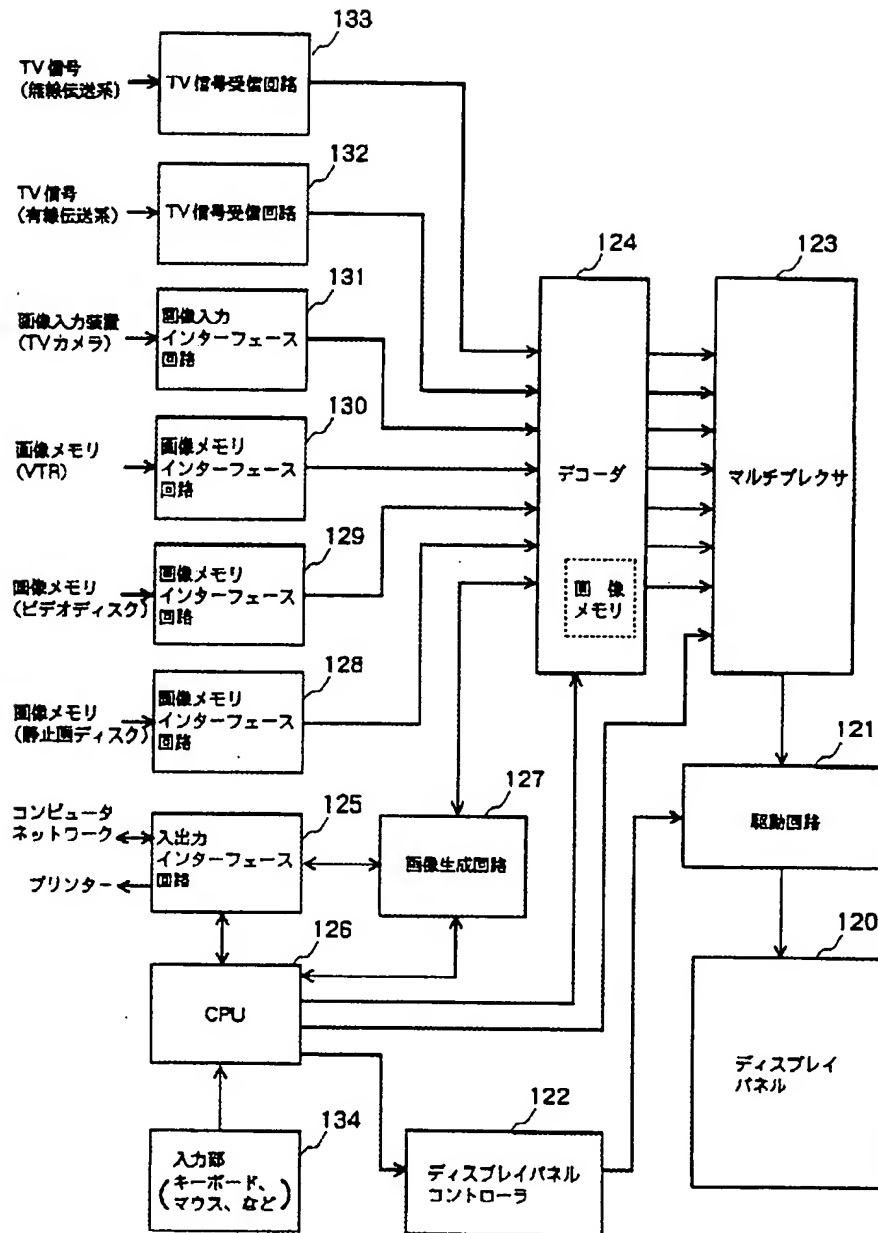 133
TV信号
(無線伝送系)
TV信号受信回路
132
TV信号
(有線伝送系)
TV信号受信回路
131
画像入力装置
(TVカメラ)
画像入力
インターフェース
回路
130
画像メモリ
(VTR)
画像メモリ
インターフェース
回路
129
画像メモリ
(ビデオディスク)
画像メモリ
インターフェース
回路
128
画像メモリ
(静止画ディスク)
画像メモリ
インターフェース
回路
124
デコーダ
画像
メモリ
123
マルチプレクサ
125
コンピュータ
ネットワーク
プリンター
入出力
インターフェース
回路
127
画像生成回路
121
駆動回路
126
CPU
120
ディスプレイ
パネル
134
入力部
(キーボード、
マウス、など)
122
ディスプレイパネル
コントローラ